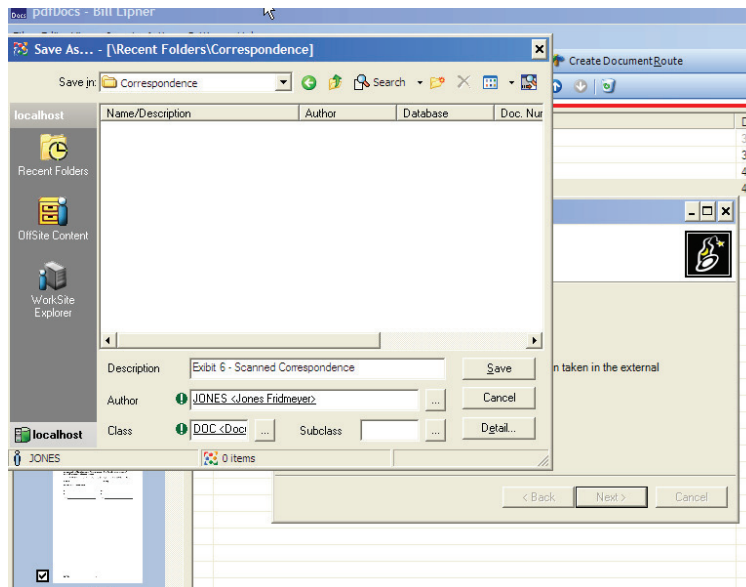 pdfDocs - Bill Lipner
Save As... - [\Recent Folders\Correspondence]
Create Document Route
Save in: Correspondence
Search
localhost
Name/Description Author Database Doc. Nur
Recent Folders
OffSite Content
WorkSite
Explorer
n taken in the external
Description Exibit 6 - Scanned Correspondence Save
Author JONES <Jones Fridmeyer> ... Cancel
localhost Class DOC <Doc ... Subclass ... Detail...
JONES 0 items
< Back Next > Cancel